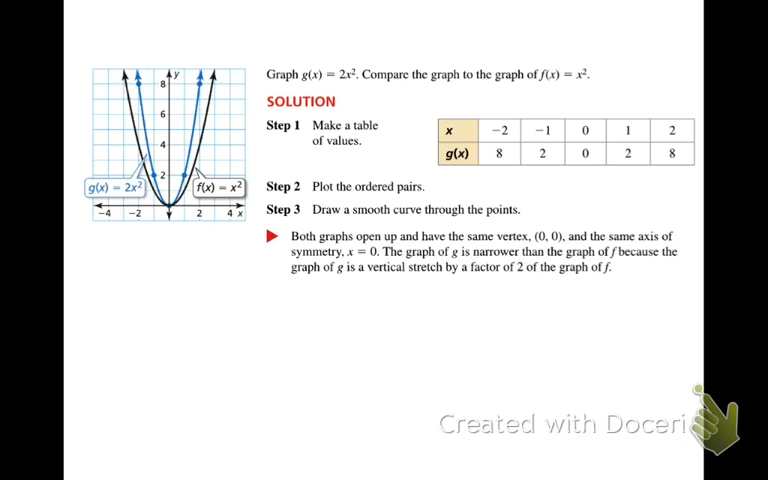 Graph g(x) = 2x². Compare the graph to the graph of f(x) = x².
SOLUTION
Step 1 Make a table
of values.
x −2 −1 0 1 2
g(x) 8 2 0 2 8
Step 2 Plot the ordered pairs.
Step 3 Draw a smooth curve through the points.
Both graphs open up and have the same vertex, (0, 0), and the same axis of
symmetry, x = 0. The graph of g is narrower than the graph of f because the
graph of g is a vertical stretch by a factor of 2 of the graph of f.
y
8
6
4
2
g(x) = 2x² f(x) = x²
−4 −2 2 4 x
Created with Doceri